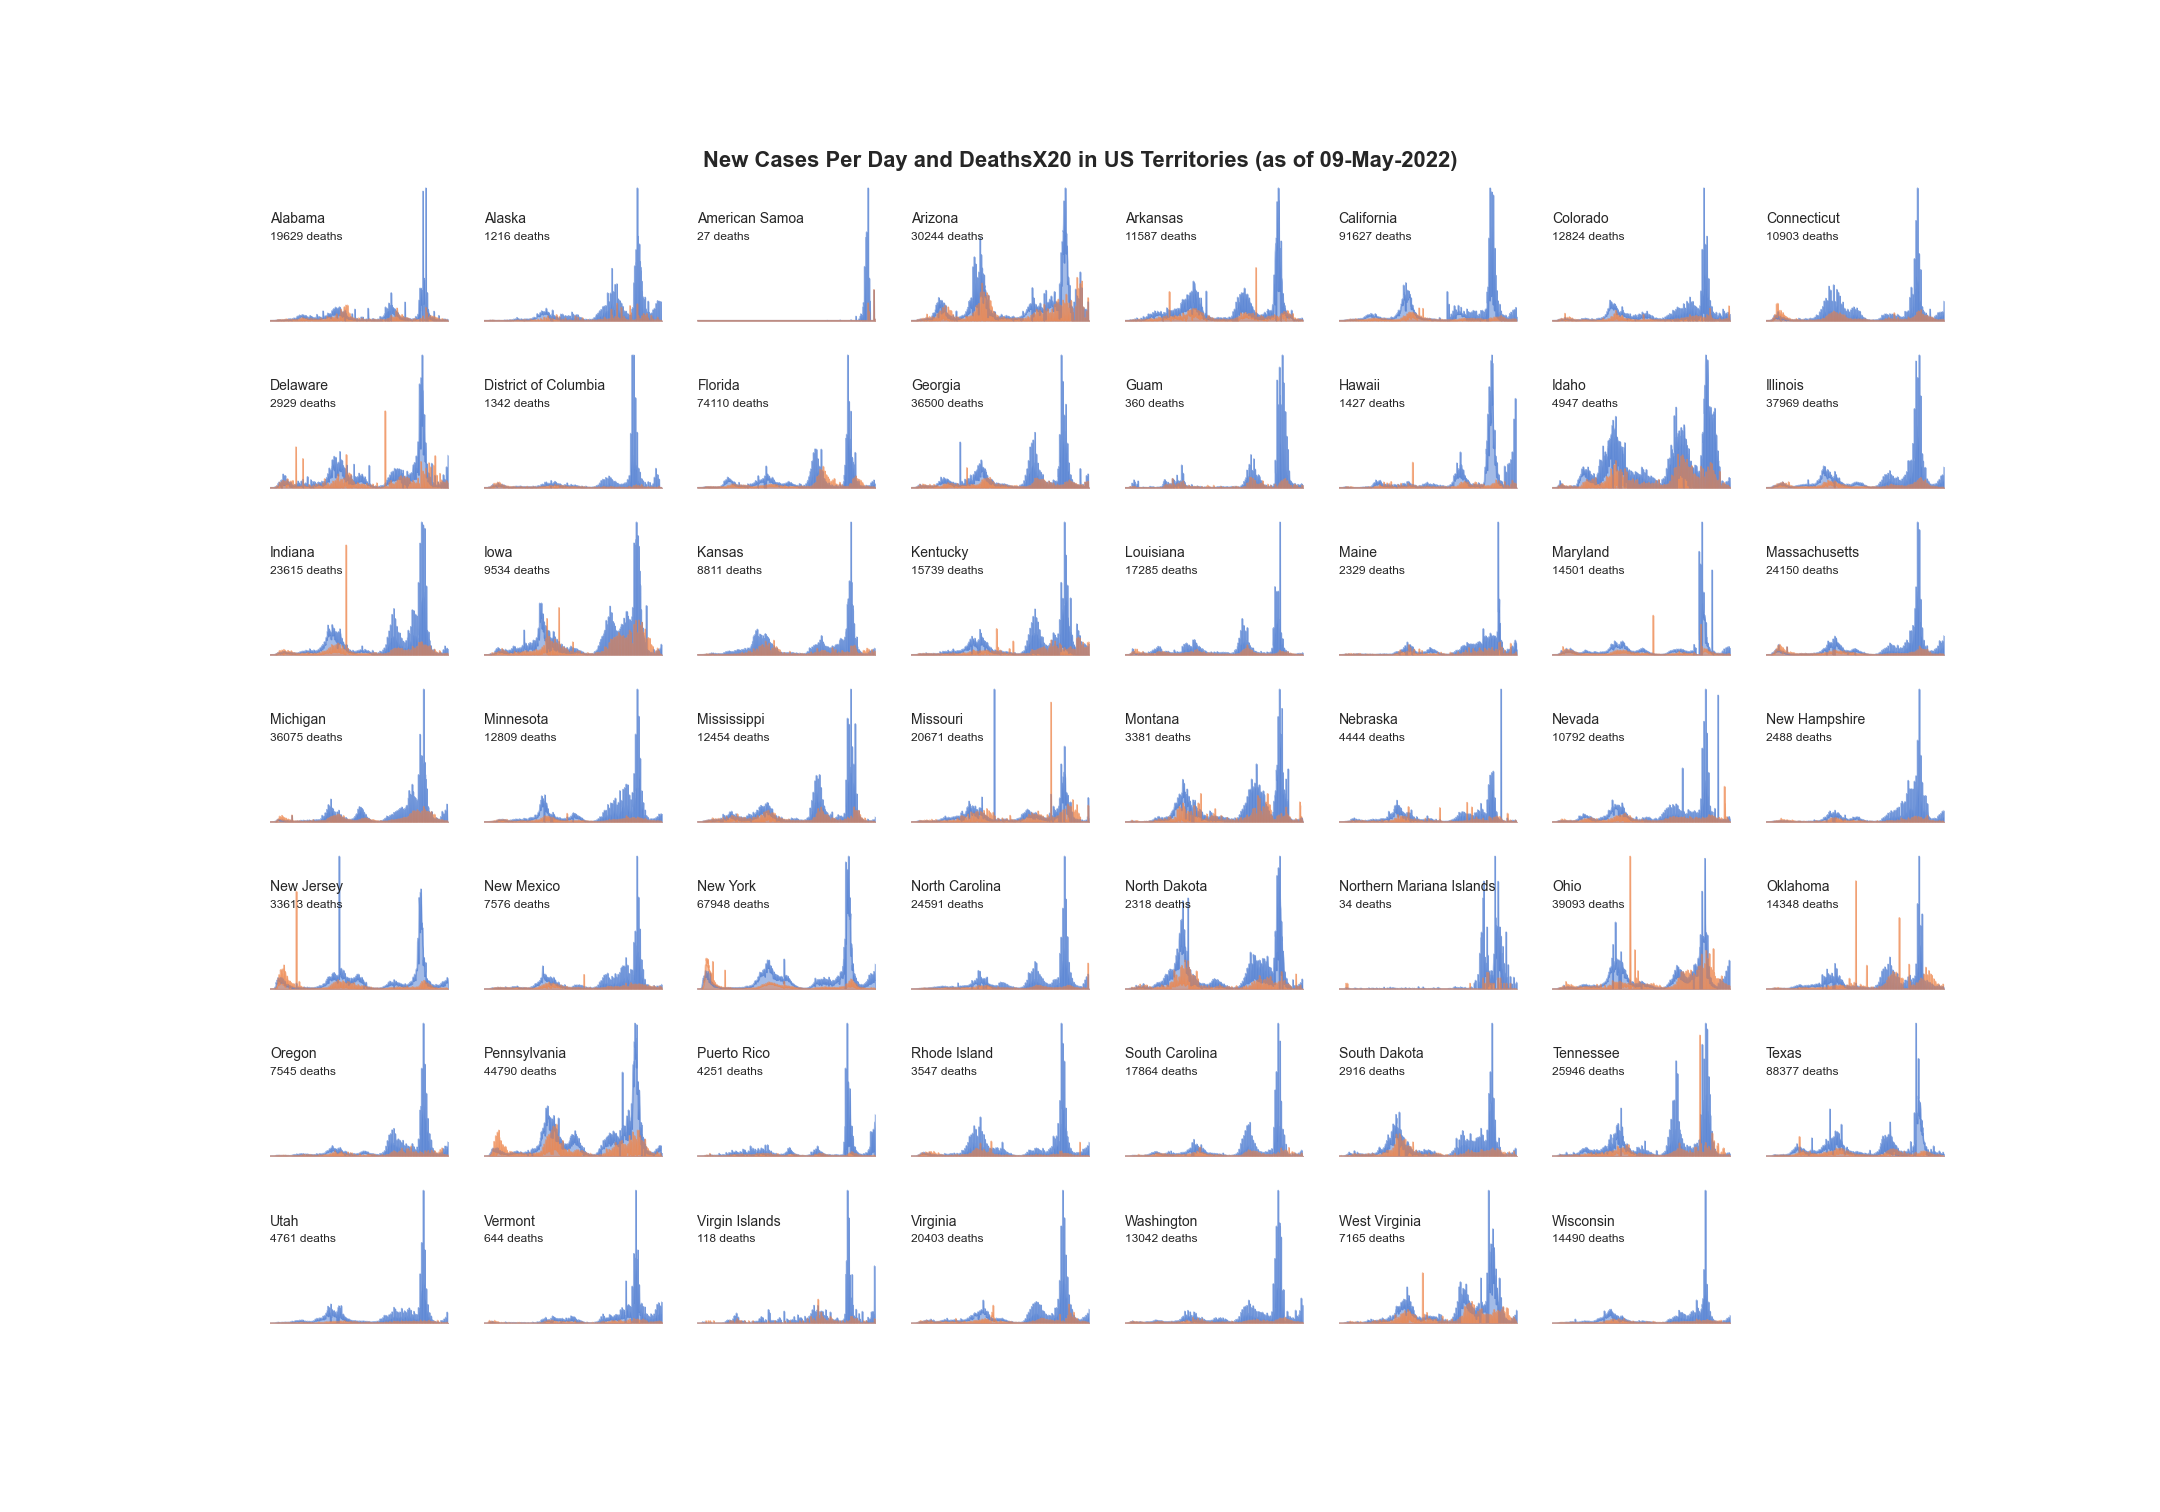 New Cases Per Day and DeathsX20 in US Territories (as of 09-May-2022)
Alabama
19629 deaths
Alaska
1216 deaths
American Samoa
27 deaths
Arizona
30244 deaths
Arkansas
11587 deaths
California
91627 deaths
Colorado
12824 deaths
Connecticut
10903 deaths
Delaware
2929 deaths
District of Columbia
1342 deaths
Florida
74110 deaths
Georgia
36500 deaths
Guam
360 deaths
Hawaii
1427 deaths
Idaho
4947 deaths
Illinois
37969 deaths
Indiana
23615 deaths
Iowa
9534 deaths
Kansas
8811 deaths
Kentucky
15739 deaths
Louisiana
17285 deaths
Maine
2329 deaths
Maryland
14501 deaths
Massachusetts
24150 deaths
Michigan
36075 deaths
Minnesota
12809 deaths
Mississippi
12454 deaths
Missouri
20671 deaths
Montana
3381 deaths
Nebraska
4444 deaths
Nevada
10792 deaths
New Hampshire
2488 deaths
New Jersey
33613 deaths
New Mexico
7576 deaths
New York
67948 deaths
North Carolina
24591 deaths
North Dakota
2318 deaths
Northern Mariana Islands
34 deaths
Ohio
39093 deaths
Oklahoma
14348 deaths
Oregon
7545 deaths
Pennsylvania
44790 deaths
Puerto Rico
4251 deaths
Rhode Island
3547 deaths
South Carolina
17864 deaths
South Dakota
2916 deaths
Tennessee
25946 deaths
Texas
88377 deaths
Utah
4761 deaths
Vermont
644 deaths
Virgin Islands
118 deaths
Virginia
20403 deaths
Washington
13042 deaths
West Virginia
7165 deaths
Wisconsin
14490 deaths